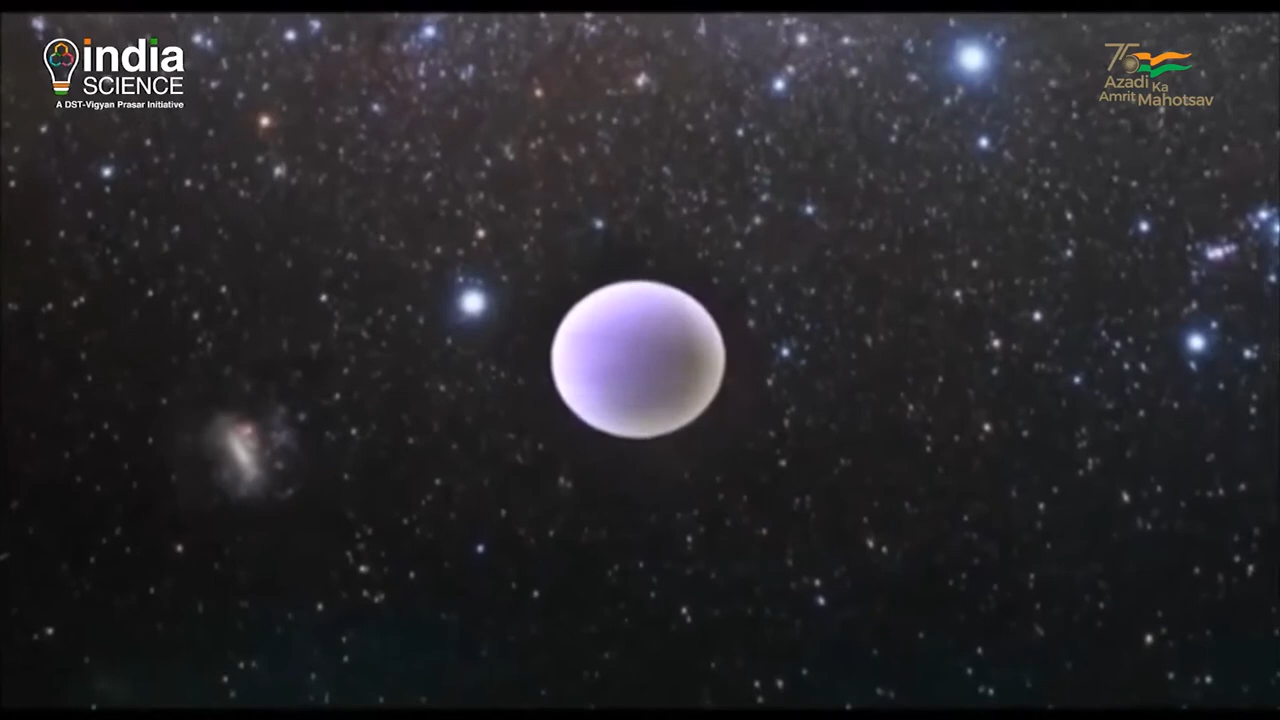 india
SCIENCE
A DST-Vigyan Prasar Initiative
75
Azadi Ka
Amrit Mahotsav